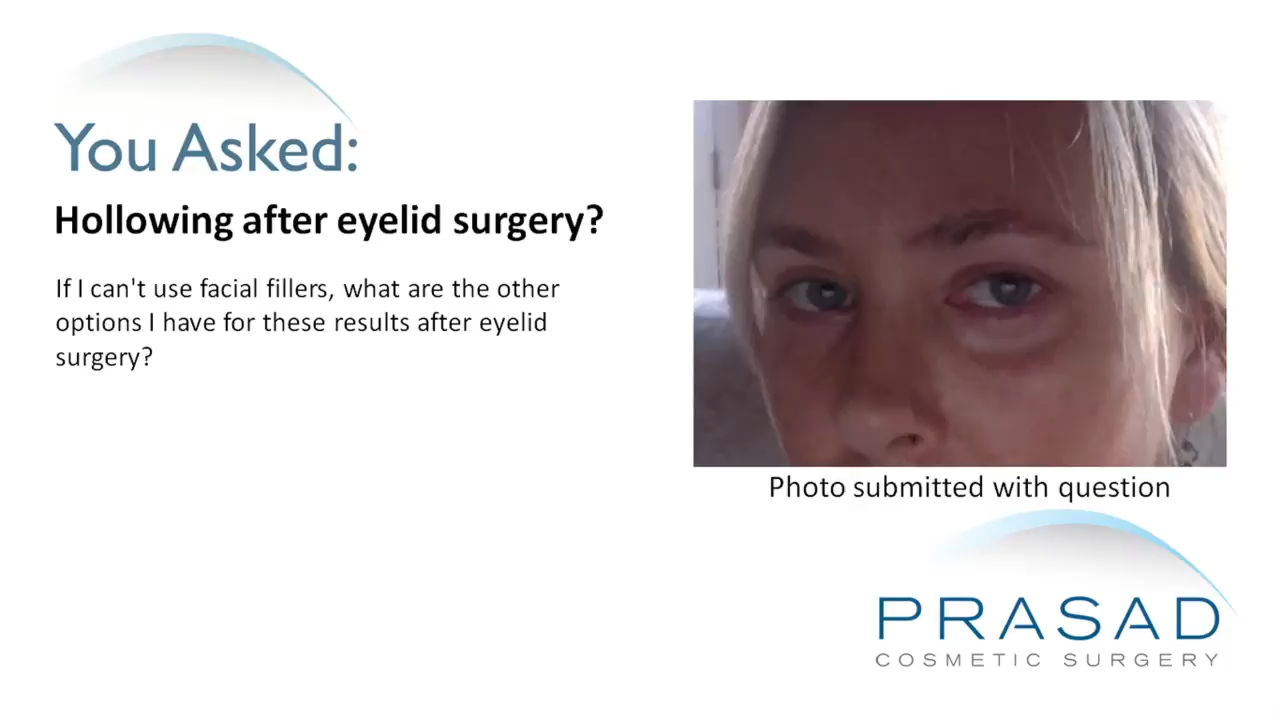 You Asked:
Hollowing after eyelid surgery?
If I can't use facial fillers, what are the other
options I have for these results after eyelid
surgery?
Photo submitted with question
PRASAD
COSMETIC SURGERY